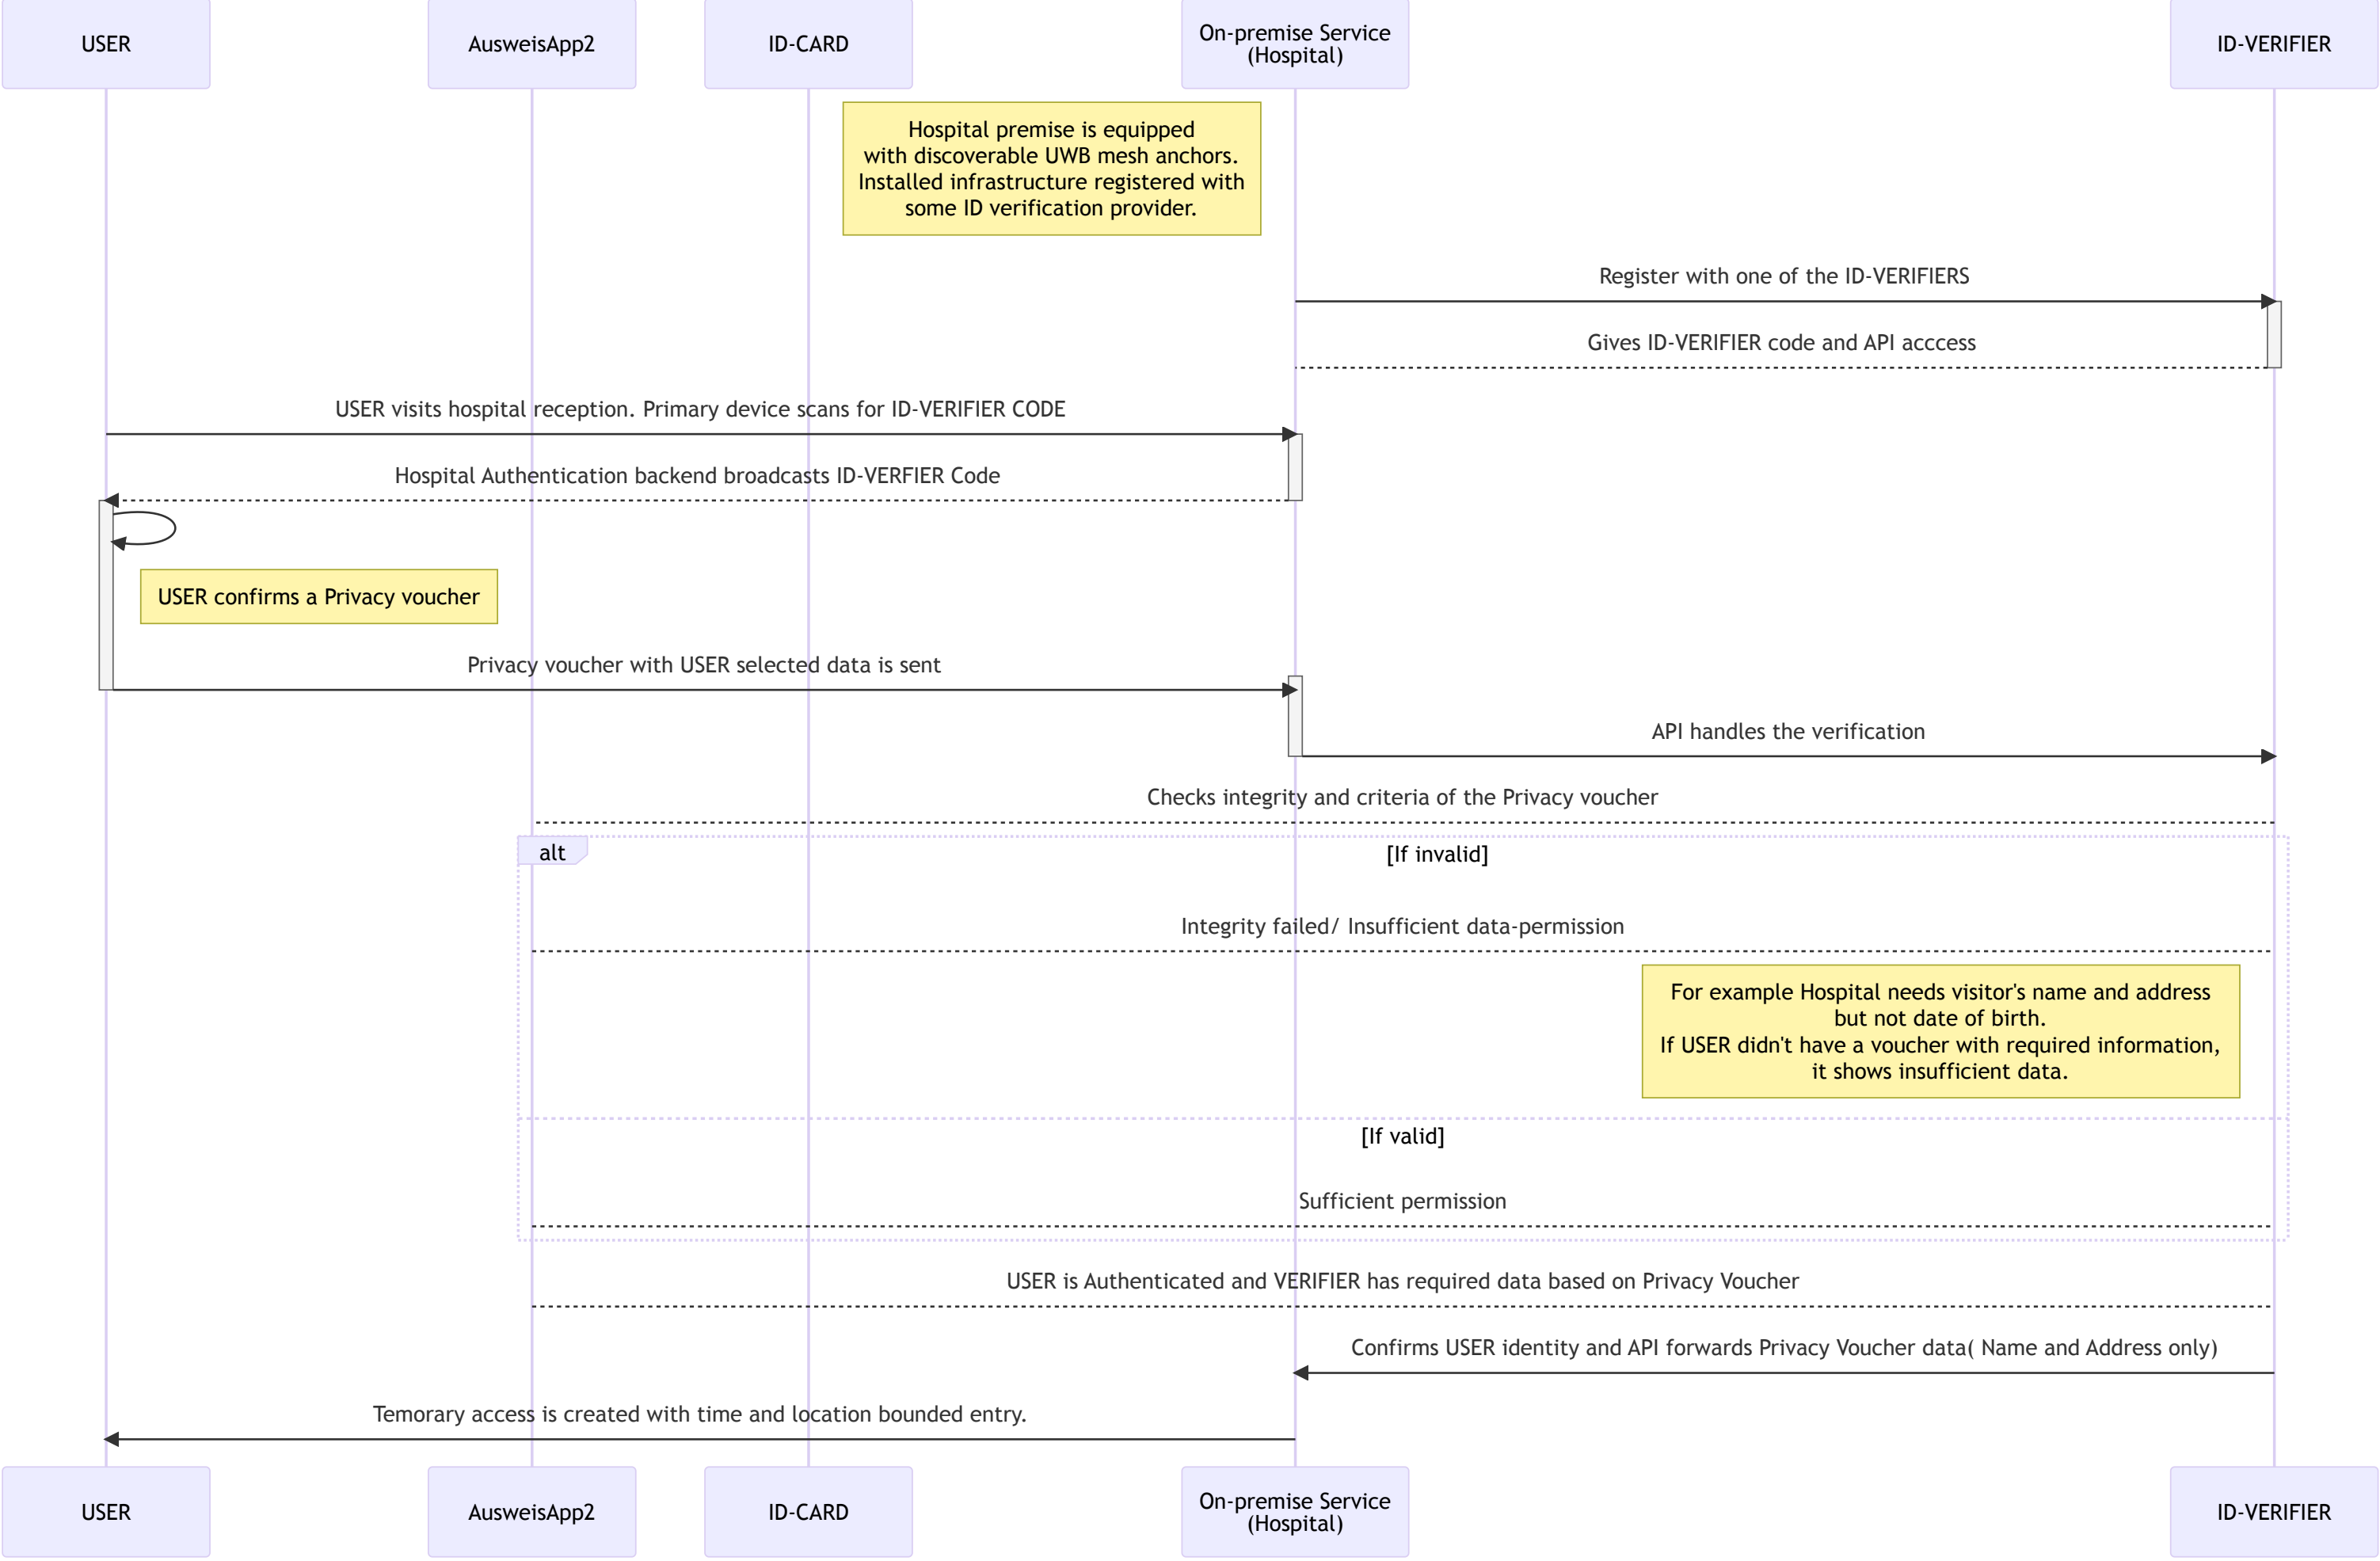 USER
AusweisApp2
ID-CARD
On-premise Service
(Hospital)
ID-VERIFIER
Hospital premise is equipped
with discoverable UWB mesh anchors.
Installed infrastructure registered with
some ID verification provider.
Register with one of the ID-VERIFIERS
Gives ID-VERIFIER code and API acccess
USER visits hospital reception. Primary device scans for ID-VERIFIER CODE
Hospital Authentication backend broadcasts ID-VERFIER Code
USER confirms a Privacy voucher
Privacy voucher with USER selected data is sent
API handles the verification
Checks integrity and criteria of the Privacy voucher
alt
[If invalid]
Integrity failed/ Insufficient data-permission
For example Hospital needs visitor's name and address
but not date of birth.
If USER didn't have a voucher with required information,
it shows insufficient data.
[If valid]
Sufficient permission
USER is Authenticated and VERIFIER has required data based on Privacy Voucher
Confirms USER identity and API forwards Privacy Voucher data( Name and Address only)
Temorary access is created with time and location bounded entry.
USER
AusweisApp2
ID-CARD
On-premise Service
(Hospital)
ID-VERIFIER